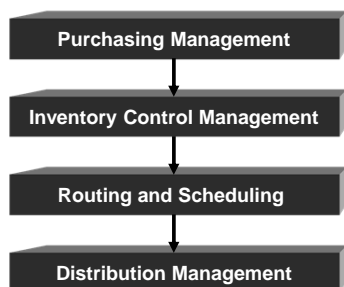 Purchasing Management
Inventory Control Management
Routing and Scheduling
Distribution Management